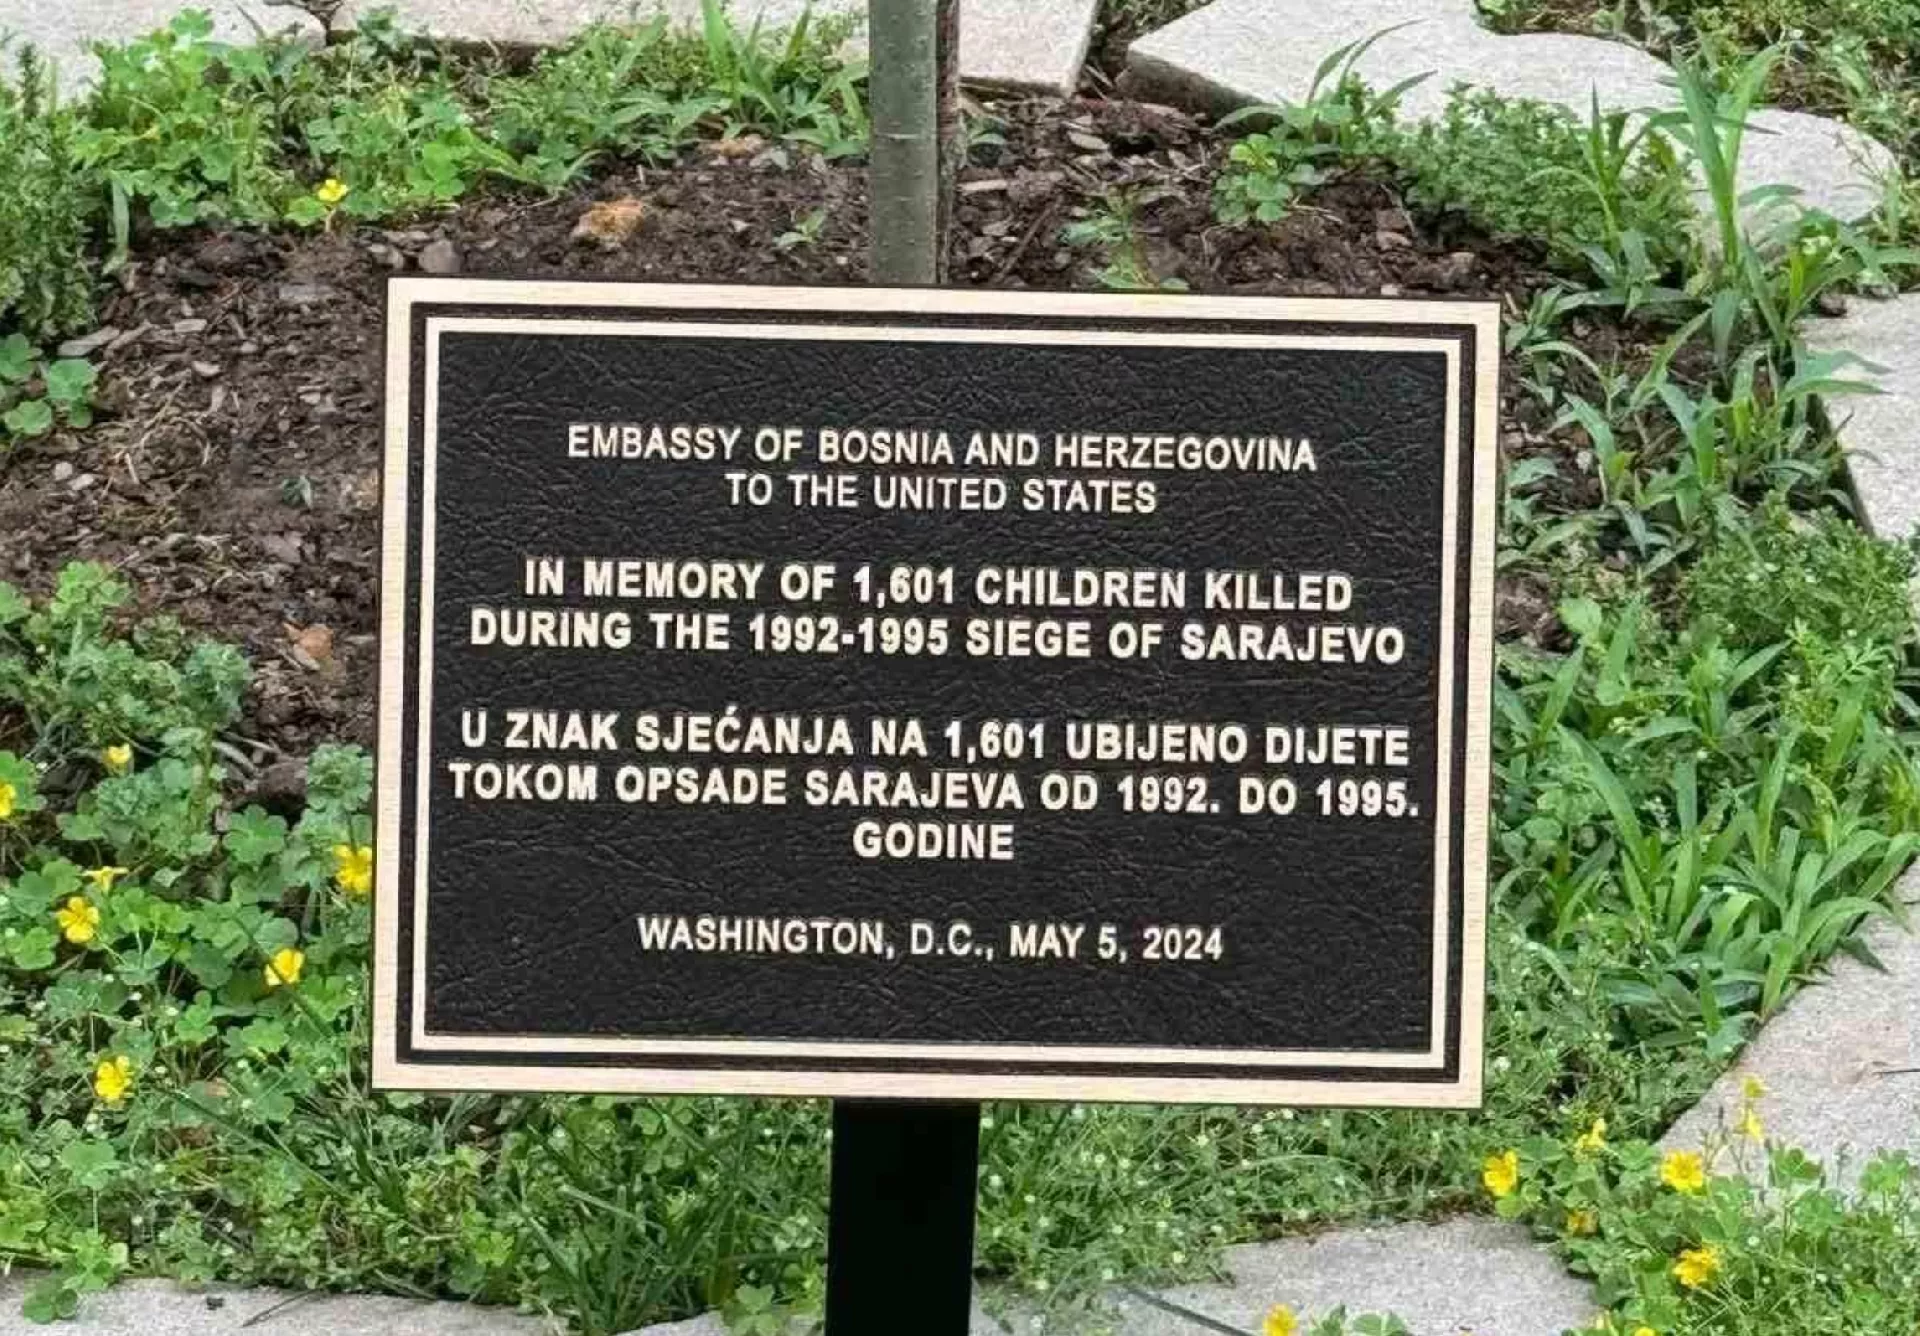 EMBASSY OF BOSNIA AND HERZEGOVINA
TO THE UNITED STATES
IN MEMORY OF 1,601 CHILDREN KILLED
DURING THE 1992-1995 SIEGE OF SARAJEVO
U ZNAK SJEĆANJA NA 1,601 UBIJENO DIJETE
TOKOM OPSADE SARAJEVA OD 1992. DO 1995.
GODINE
WASHINGTON, D.C., MAY 5, 2024